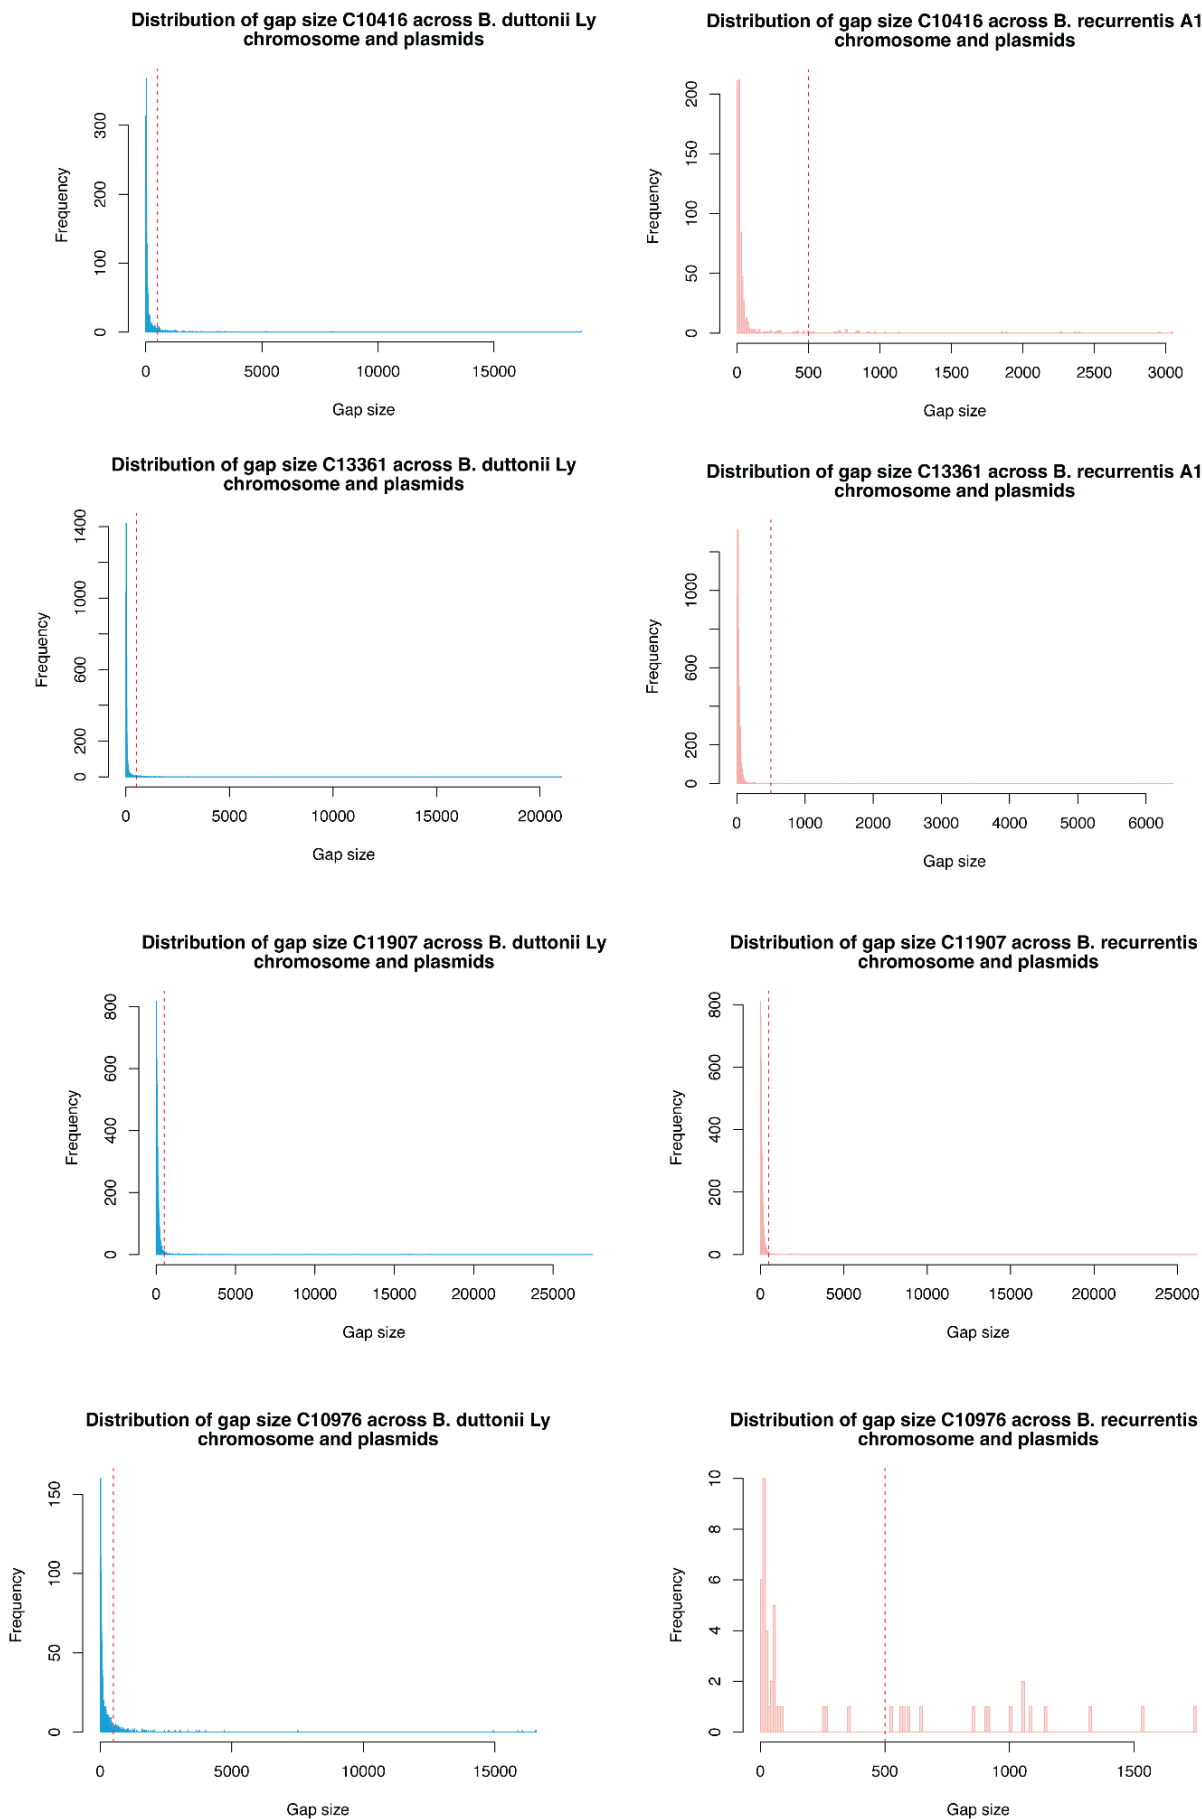 Distribution of gap size C10416 across B. duttonii Ly
chromosome and plasmids
Frequency
0
100
200
300
0
5000
10000
15000
Gap size
Distribution of gap size C10416 across B. recurrentis A1
chromosome and plasmids
Frequency
0
50
100
150
200
0
500
1000
1500
2000
2500
3000
Gap size
Distribution of gap size C13361 across B. duttonii Ly
chromosome and plasmids
Frequency
0
200
600
1000
1400
0
5000
10000
15000
20000
Gap size
Distribution of gap size C13361 across B. recurrentis A1
chromosome and plasmids
Frequency
0
200
600
1000
0
1000
2000
3000
4000
5000
6000
Gap size
Distribution of gap size C11907 across B. duttonii Ly
chromosome and plasmids
Frequency
0
200
400
600
800
0
5000
10000
15000
20000
25000
Gap size
Distribution of gap size C11907 across B. recurrentis
chromosome and plasmids
Frequency
0
200
400
600
800
0
5000
10000
15000
20000
25000
Gap size
Distribution of gap size C10976 across B. duttonii Ly
chromosome and plasmids
Frequency
0
50
100
150
0
5000
10000
15000
Gap size
Distribution of gap size C10976 across B. recurrentis
chromosome and plasmids
Frequency
0
2
4
6
8
10
0
500
1000
1500
Gap size